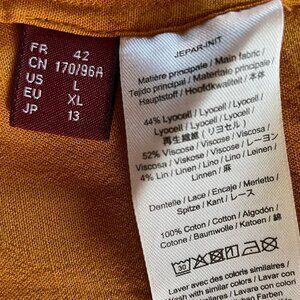 FR 42
CN 170/96A
US L
EU XL
JP 13
JEPAR-INIT
Matière principale / Main fabric /
Tejido principal / Materiale principale /
Hauptstoff / Hoofdkwaliteit / 本体
44% Lyocell / Lyocell / Lyocell /
Lyocell / Lyocell / Lyocell /
再生繊維 (リヨセル)
52% Viscose / Viscose / Viscosa /
Viskose / Viscose / レーヨン
4% Lin / Linen / Lino / Lino / Leinen /
Linnen / 麻
Dentelle / Lace / Encaje / Merletto /
Spitze / Kant / レース
100% Coton / Cotton / Algodón /
Cotone / Baumwolle / Katoen / 綿
30
Laver avec des coloris similaires /
Wash with similar colors / Lavar
con colores
Farben